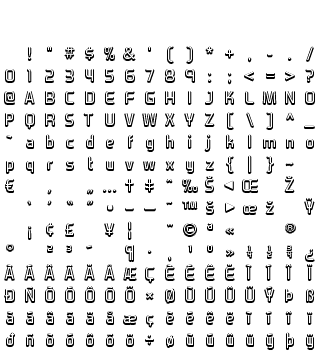 ! " # $ % & ' ( ) * + , - . /
0 1 2 3 4 5 6 7 8 9 : ; < = > ?
@ A B C D E F G H I J K L M N O
P Q R S T U V W X Y Z [ \ ] ^ _
` a b c d e f g h i j k l m n o
p q r s t u v w x y z { | } ~
€ ‚ „ … † ‡ ˆ ‰ Š Œ Ž
™ š œ ž Ÿ
¡ ¢ £ ¥ ¨ © ª « ®
° ² ³ ¹ º » ¼ ½ ¾ ¿
À Á Â Ã Ä Å Æ Ç È É Ê Ë Ì Í Î Ï
Ð Ñ Ò Ó Ô Õ Ö × Ø Ù Ú Û Ü Ý Þ ß
à á â ã ä å æ ç è é ê ë ì í î ï
ð ñ ò ó ô õ ö ÷ ø ù ú û ü ý þ ÿ